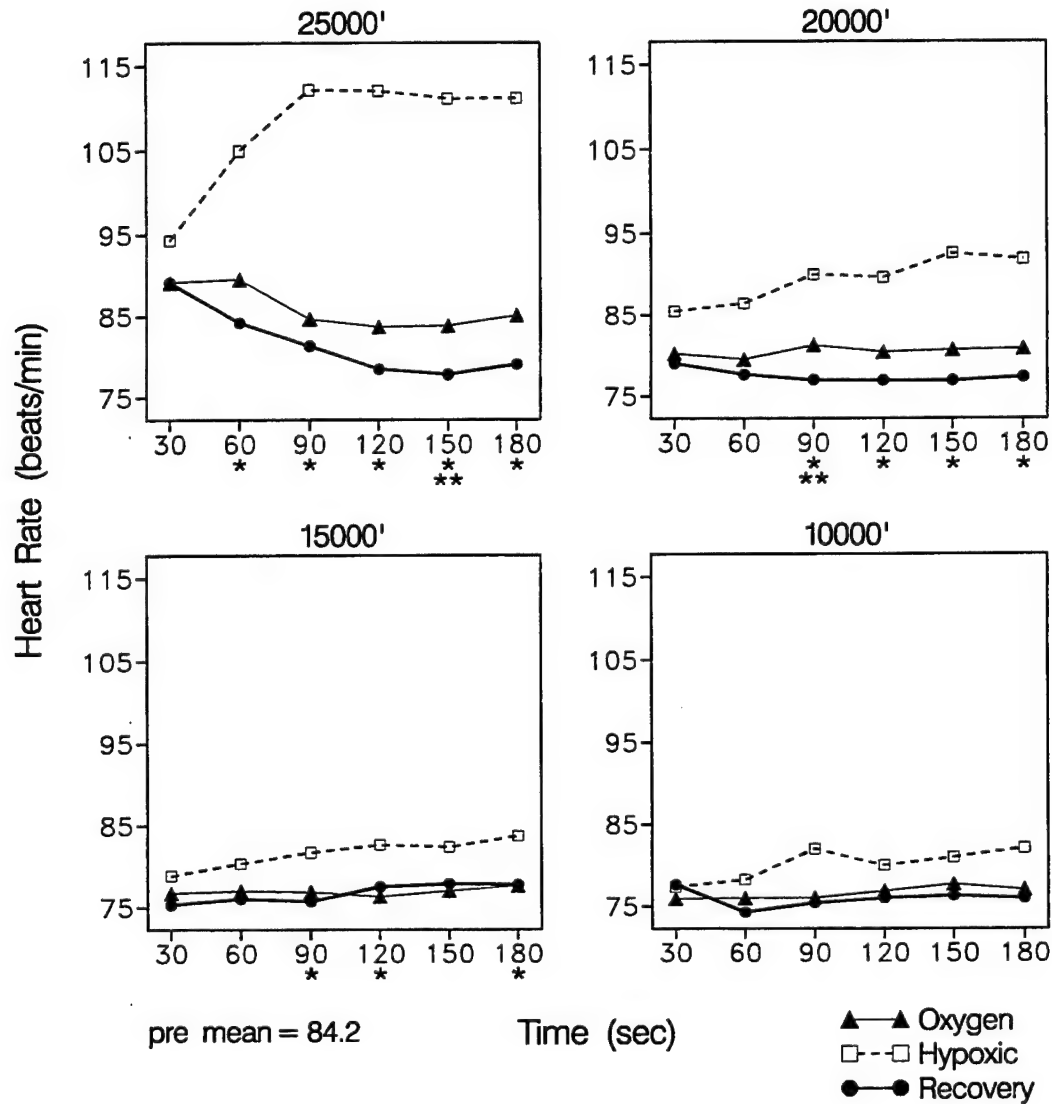 25000'
115
105
95
85
75
30 60 90 120 150 180
* * * * *
**
20000'
115
105
95
85
75
30 60 90 120 150 180
* * * *
**
Heart Rate (beats/min)
15000'
115
105
95
85
75
30 60 90 120 150 180
* * *
10000'
115
105
95
85
75
30 60 90 120 150 180
pre mean = 84.2
Time (sec)
Oxygen
Hypoxic
Recovery